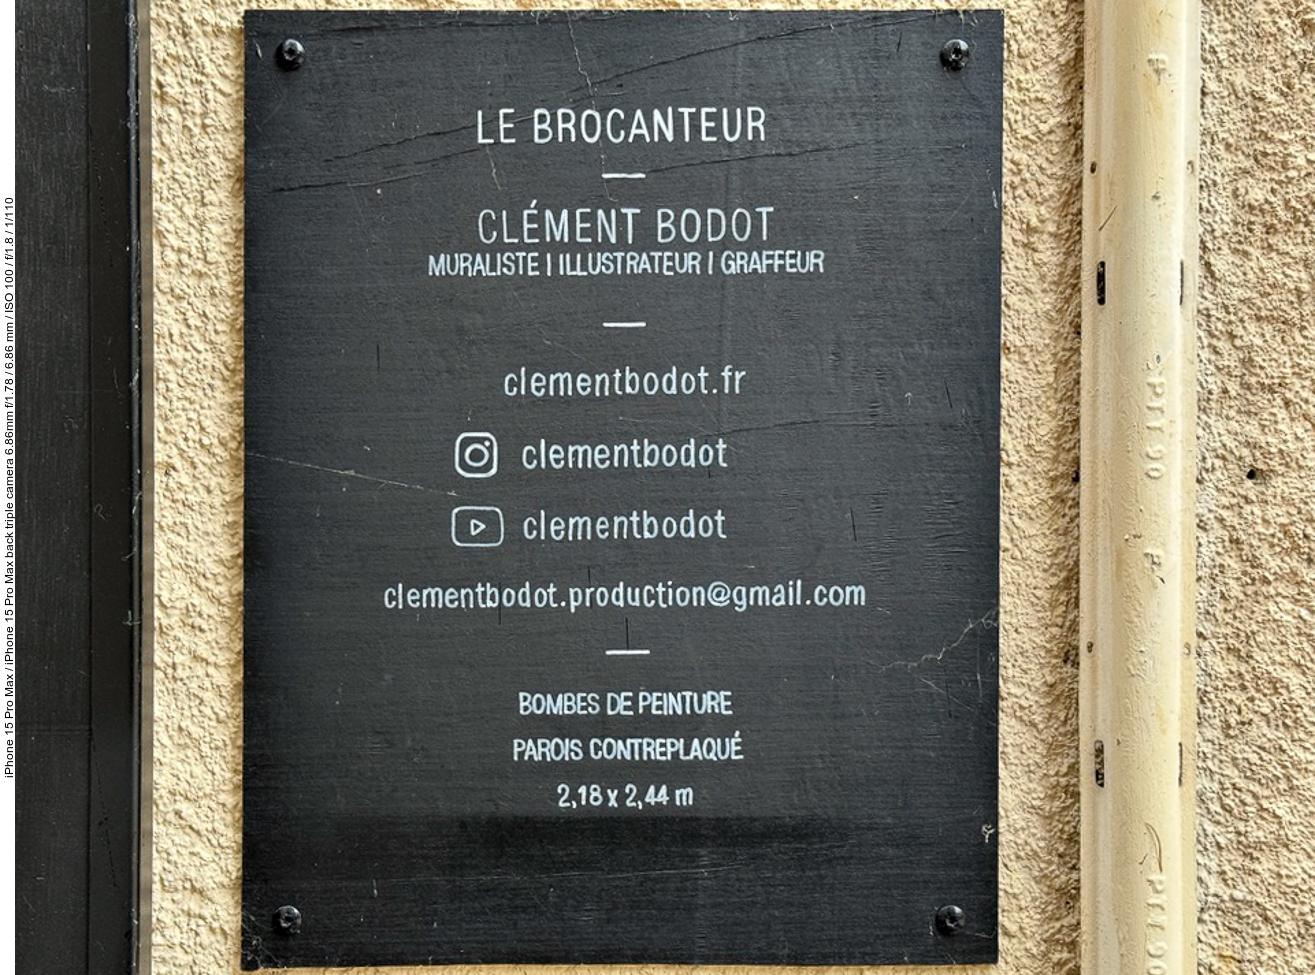 LE BROCANTEUR
CLÉMENT BODOT
MURALISTE | ILLUSTRATEUR | GRAFFEUR
clementbodot.fr
clementbodot
clementbodot
clementbodot.production@gmail.com
BOMBES DE PEINTURE
PAROIS CONTREPLAQUÉ
2,18 x 2,44 m
iPhone 15 Pro Max / iPhone 15 Pro Max back triple camera 6.86mm f/1.78 / 6.86 mm / ISO 100 / f/1.8 / 1/110